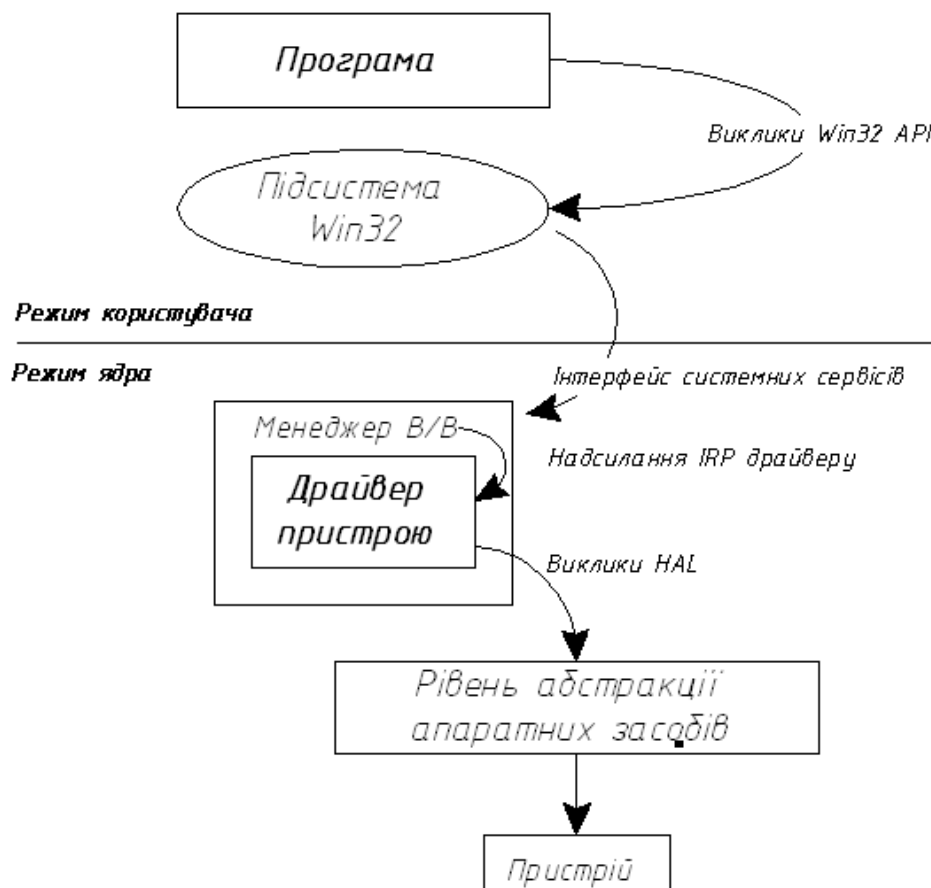 Програма
Виклики Win32 API
Підсистема
Win32
Режим користувача
Режим ядра
Інтерфейс системних сервісів
Менеджер В/В
Надсилання IRP драйверу
Драйвер
пристрою
Виклики HAL
Рівень абстракції
апаратних засобів
Пристрій